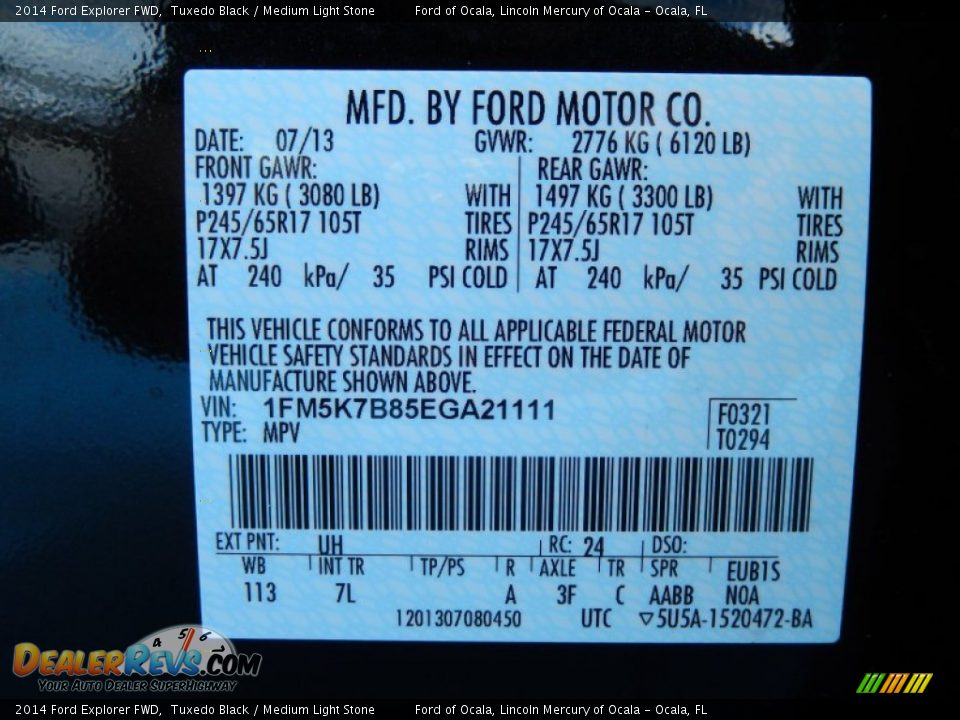 2014 Ford Explorer FWD, Tuxedo Black / Medium Light Stone Ford of Ocala, Lincoln Mercury of Ocala - Ocala, FL
MFD. BY FORD MOTOR CO.
DATE: 07/13 GVWR: 2776 KG ( 6120 LB)
FRONT GAWR: REAR GAWR:
1397 KG ( 3080 LB) WITH 1497 KG ( 3300 LB) WITH
P245/65R17 105T TIRES P245/65R17 105T TIRES
17X7.5J RIMS 17X7.5J RIMS
AT 240 kPa/ 35 PSI COLD AT 240 kPa/ 35 PSI COLD
THIS VEHICLE CONFORMS TO ALL APPLICABLE FEDERAL MOTOR
VEHICLE SAFETY STANDARDS IN EFFECT ON THE DATE OF
MANUFACTURE SHOWN ABOVE.
VIN: 1FM5K7B85EGA21111 F0321
TYPE: MPV T0294
EXT PNT: UH RC: 24 DSO:
WB INT TR TP/PS R AXLE TR SPR EUB1S
113 7L A 3F C AABB NOA
1201307080450 UTC ▽5U5A-1520472-BA
4 5 6 7
DEALERREVS.COM
YOUR AUTO DEALER SUPERHIGHWAY
2014 Ford Explorer FWD, Tuxedo Black / Medium Light Stone Ford of Ocala, Lincoln Mercury of Ocala - Ocala, FL